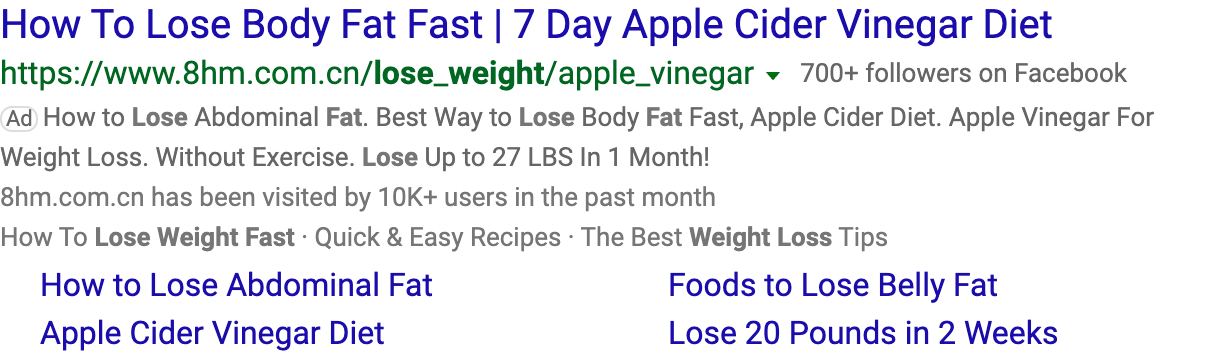 How To Lose Body Fat Fast | 7 Day Apple Cider Vinegar Diet
https://www.8hm.com.cn/lose_weight/apple_vinegar 700+ followers on Facebook
Ad How to Lose Abdominal Fat. Best Way to Lose Body Fat Fast, Apple Cider Diet. Apple Vinegar For
Weight Loss. Without Exercise. Lose Up to 27 LBS In 1 Month!
8hm.com.cn has been visited by 10K+ users in the past month
How To Lose Weight Fast · Quick & Easy Recipes · The Best Weight Loss Tips
How to Lose Abdominal Fat Foods to Lose Belly Fat
Apple Cider Vinegar Diet Lose 20 Pounds in 2 Weeks